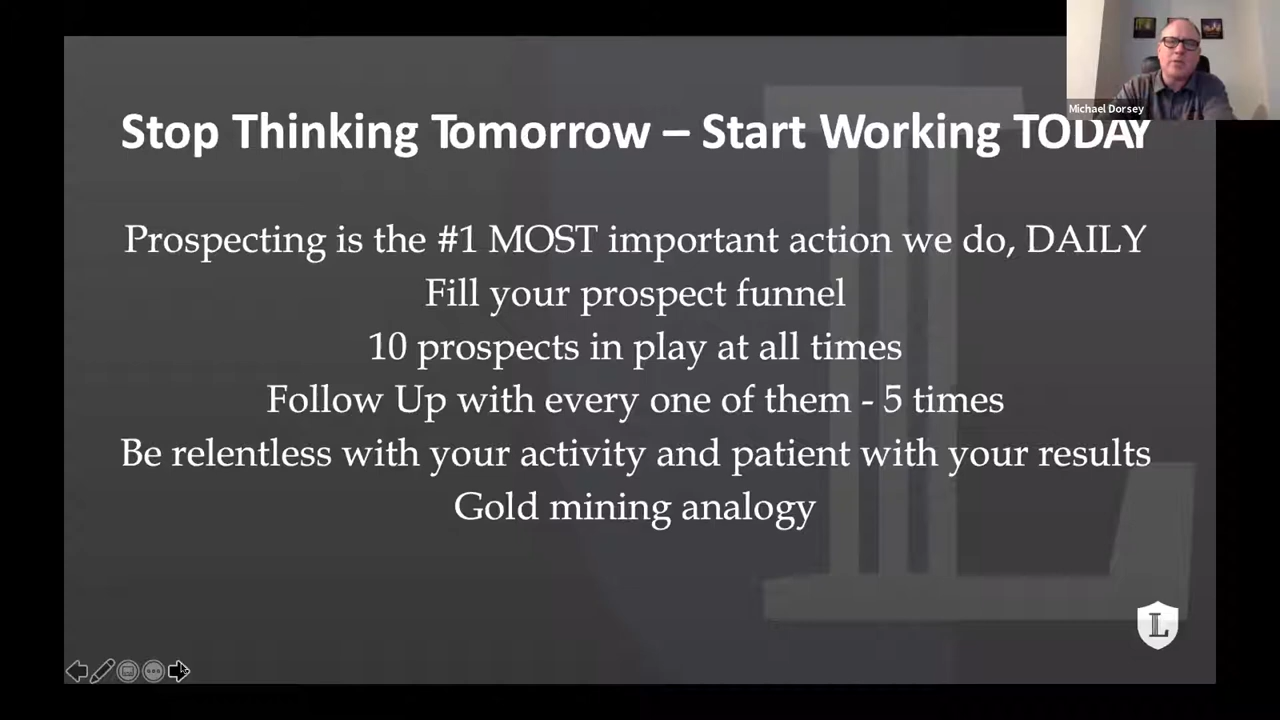 Michael Dorsey
Stop Thinking Tomorrow – Start Working TODAY
Prospecting is the #1 MOST important action we do, DAILY
Fill your prospect funnel
10 prospects in play at all times
Follow Up with every one of them - 5 times
Be relentless with your activity and patient with your results
Gold mining analogy
L